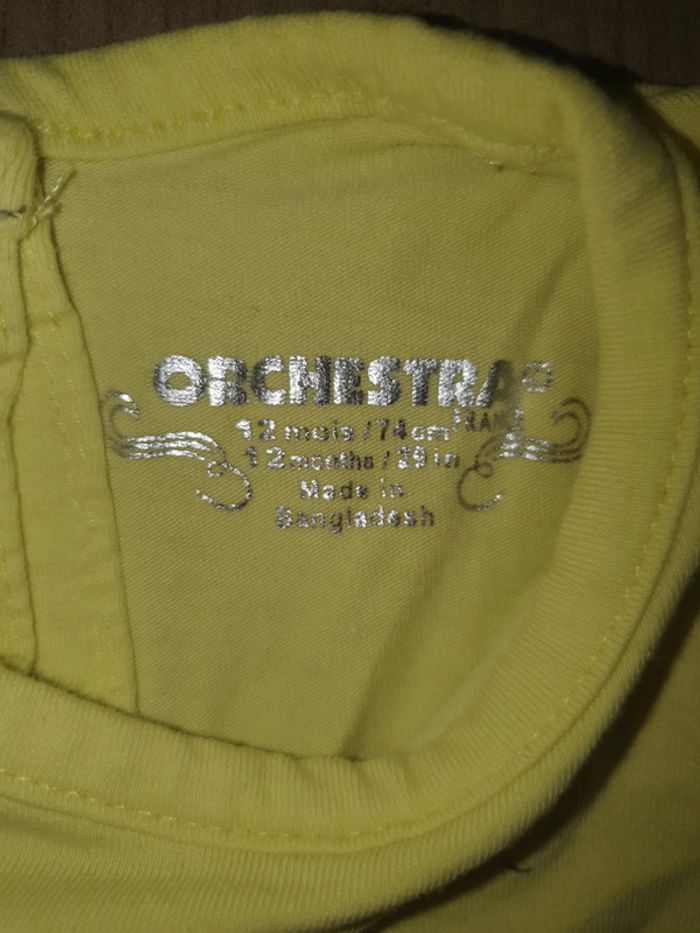 ORCHESTRA®
FRANCE
12 mois / 74 cm
12 months / 29 in
Made in
Bangladesh